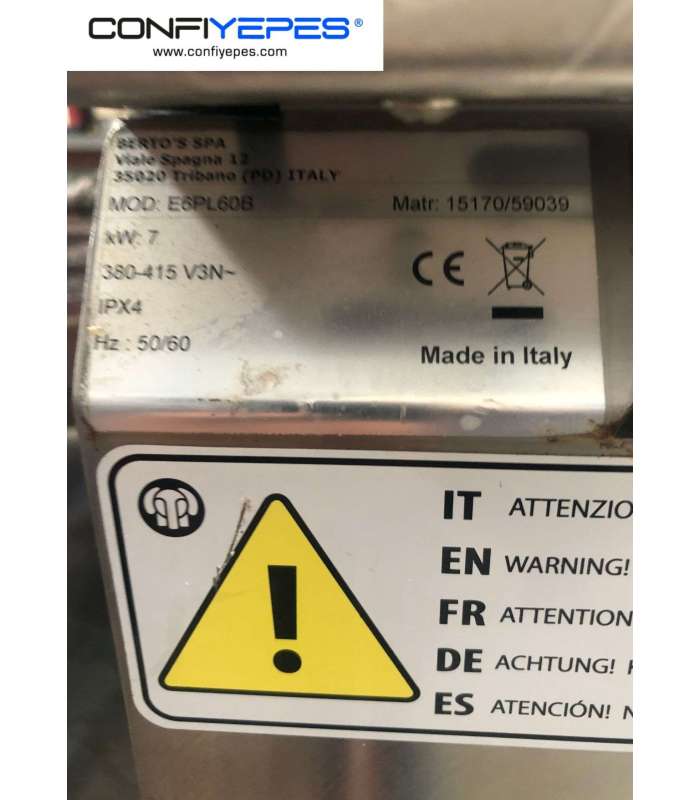 CONFIYEPES®
www.confiyepes.com
BERTO'S SPA
Viale Spagna 12
35020 Tribano (PD) ITALY
MOD: E6PL60B
Matr: 15170/59039
kW: 7
380-415 V3N~
CE
IPX4
Hz : 50/60
Made in Italy
IT ATTENZIO
EN WARNING!
FR ATTENTION
DE ACHTUNG!
ES ATENCIÓN! N